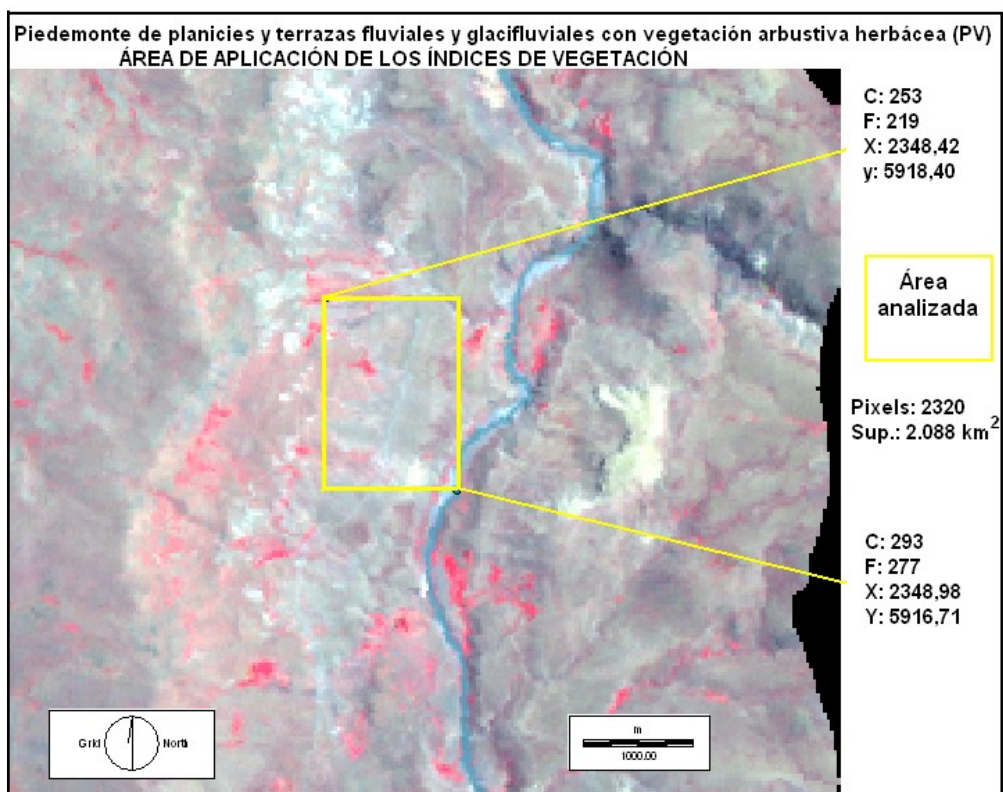 Piedemonte de planicies y terrazas fluviales y glacifluviales con vegetación arbustiva herbácea (PV)
ÁREA DE APLICACIÓN DE LOS ÍNDICES DE VEGETACIÓN
C: 253
F: 219
X: 2348,42
y: 5918,40
Área
analizada
Pixels: 2320
Sup.: 2.088 km²
C: 293
F: 277
X: 2348,98
Y: 5916,71
Grid North
m
1000.00